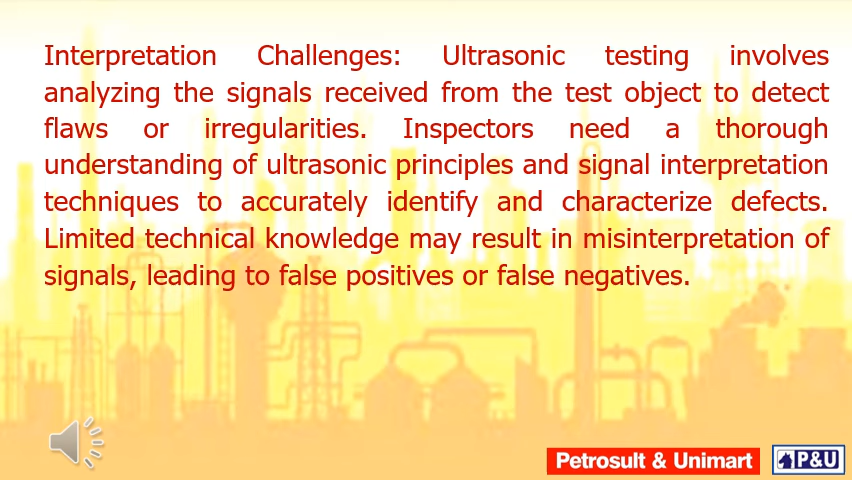 Interpretation Challenges: Ultrasonic testing involves
analyzing the signals received from the test object to detect
flaws or irregularities. Inspectors need a thorough
understanding of ultrasonic principles and signal interpretation
techniques to accurately identify and characterize defects.
Limited technical knowledge may result in misinterpretation of
signals, leading to false positives or false negatives.
Petrosult & Unimart
P&U